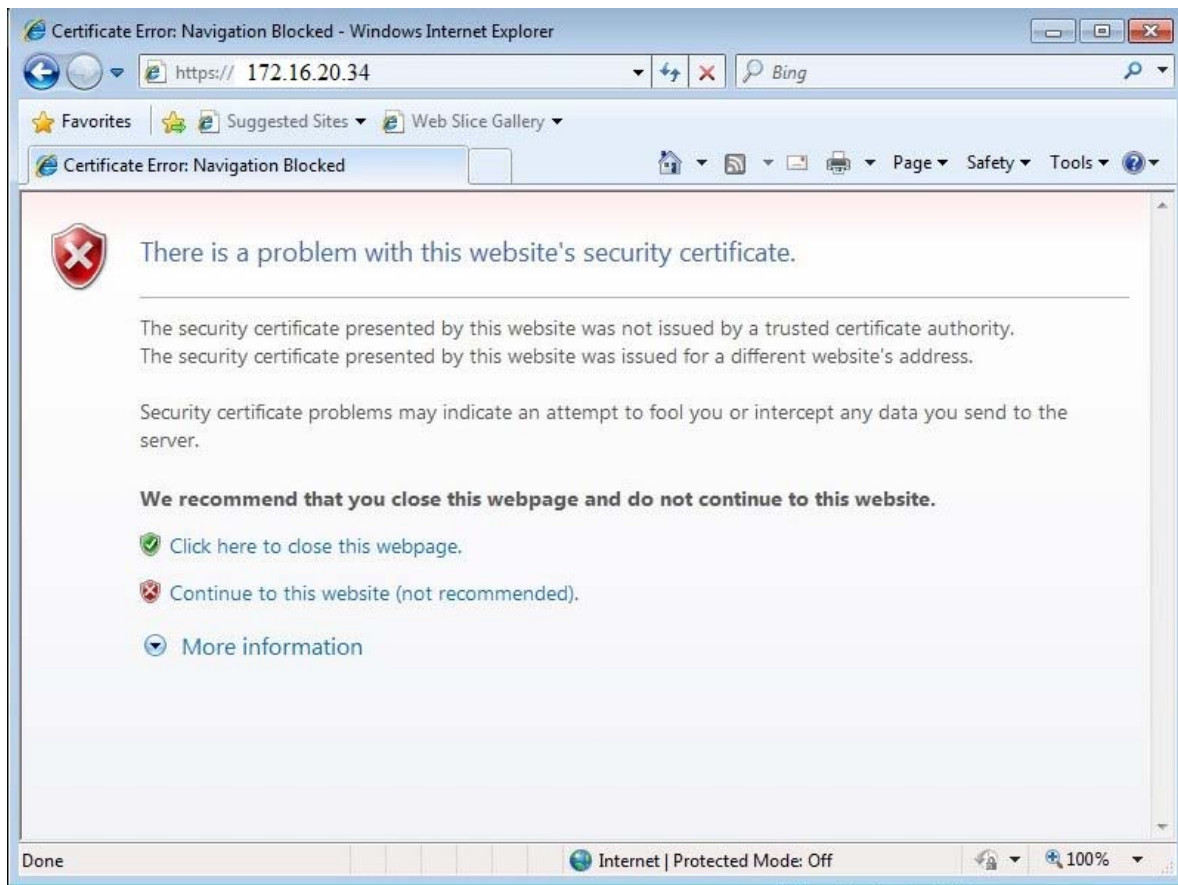 Certificate Error: Navigation Blocked - Windows Internet Explorer
https:// 172.16.20.34
Bing
Favorites
Suggested Sites
Web Slice Gallery
Certificate Error: Navigation Blocked
Page
Safety
Tools
There is a problem with this website's security certificate.
The security certificate presented by this website was not issued by a trusted certificate authority.
The security certificate presented by this website was issued for a different website's address.
Security certificate problems may indicate an attempt to fool you or intercept any data you send to the
server.
We recommend that you close this webpage and do not continue to this website.
Click here to close this webpage.
Continue to this website (not recommended).
More information
Done
Internet | Protected Mode: Off
100%